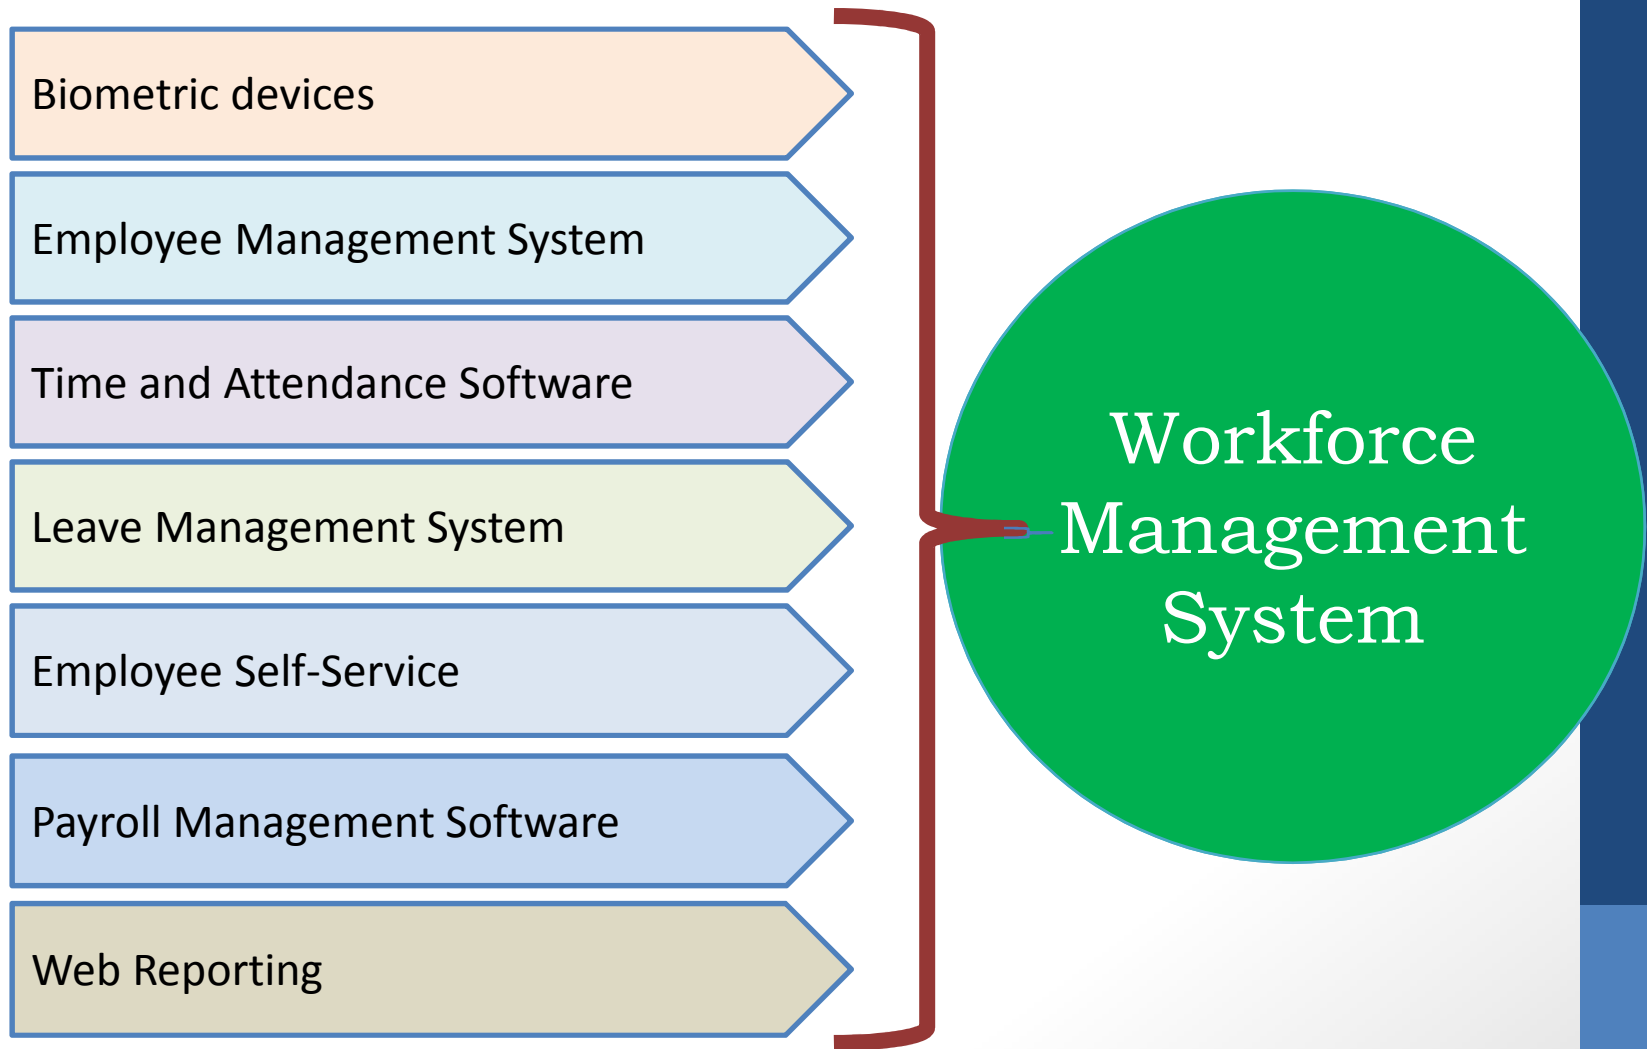 Biometric devices
Employee Management System
Time and Attendance Software
Leave Management System
Employee Self-Service
Payroll Management Software
Web Reporting
Workforce
Management
System